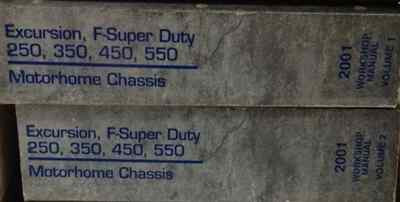 Excursion, F-Super Duty
250, 350, 450, 550
Motorhome Chassis
2001
WORKSHOP
MANUAL
VOLUME 1
Excursion, F-Super Duty
250, 350, 450, 550
Motorhome Chassis
2001
WORKSHOP
MANUAL
VOLUME 2